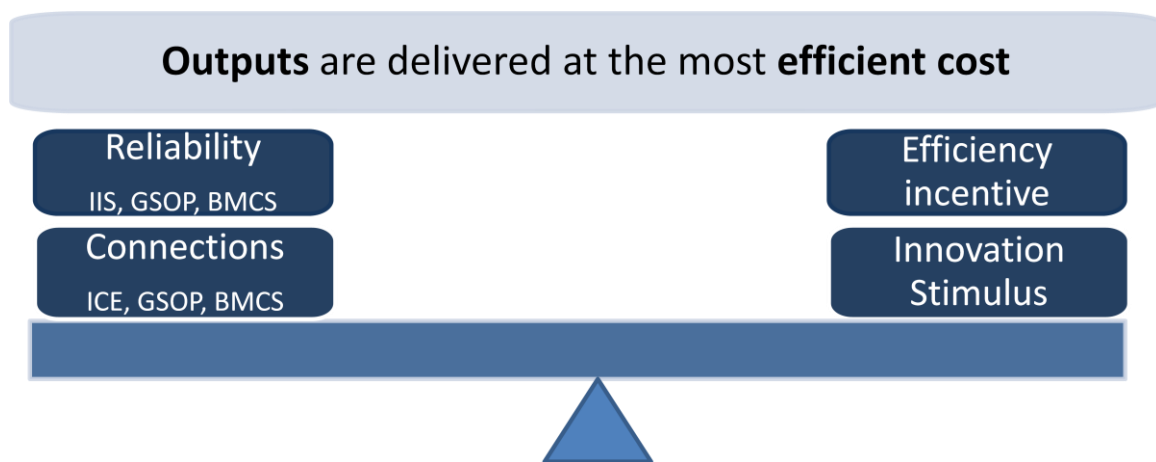 Outputs are delivered at the most efficient cost
Reliability
IIS, GSOP, BMCS
Connections
ICE, GSOP, BMCS
Efficiency
incentive
Innovation
Stimulus